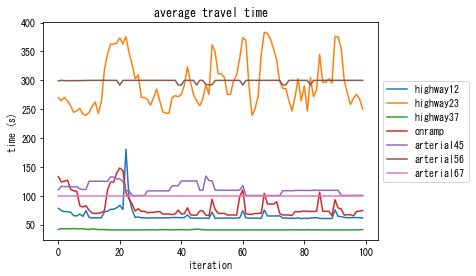 average travel time
time (s)
400
350
300
250
200
150
100
50
0
20
40
60
80
100
iteration
highway12
highway23
highway37
onramp
arterial45
arterial56
arterial67